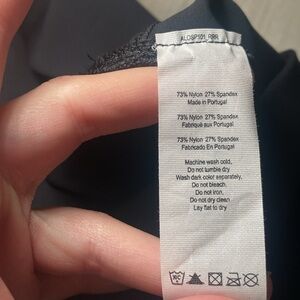 73% Nylon 27% Spandex
Made in Portugal
73% Nylon 27% Spandex
Fabriqué aux Portugal
73% Nylon 27% Spandex
Fabricado En Portugal
Machine wash cold,
Do not tumble dry
Wash dark color separately,
Do not bleach,
Do not iron,
Do not dry clean
Lay flat to dry